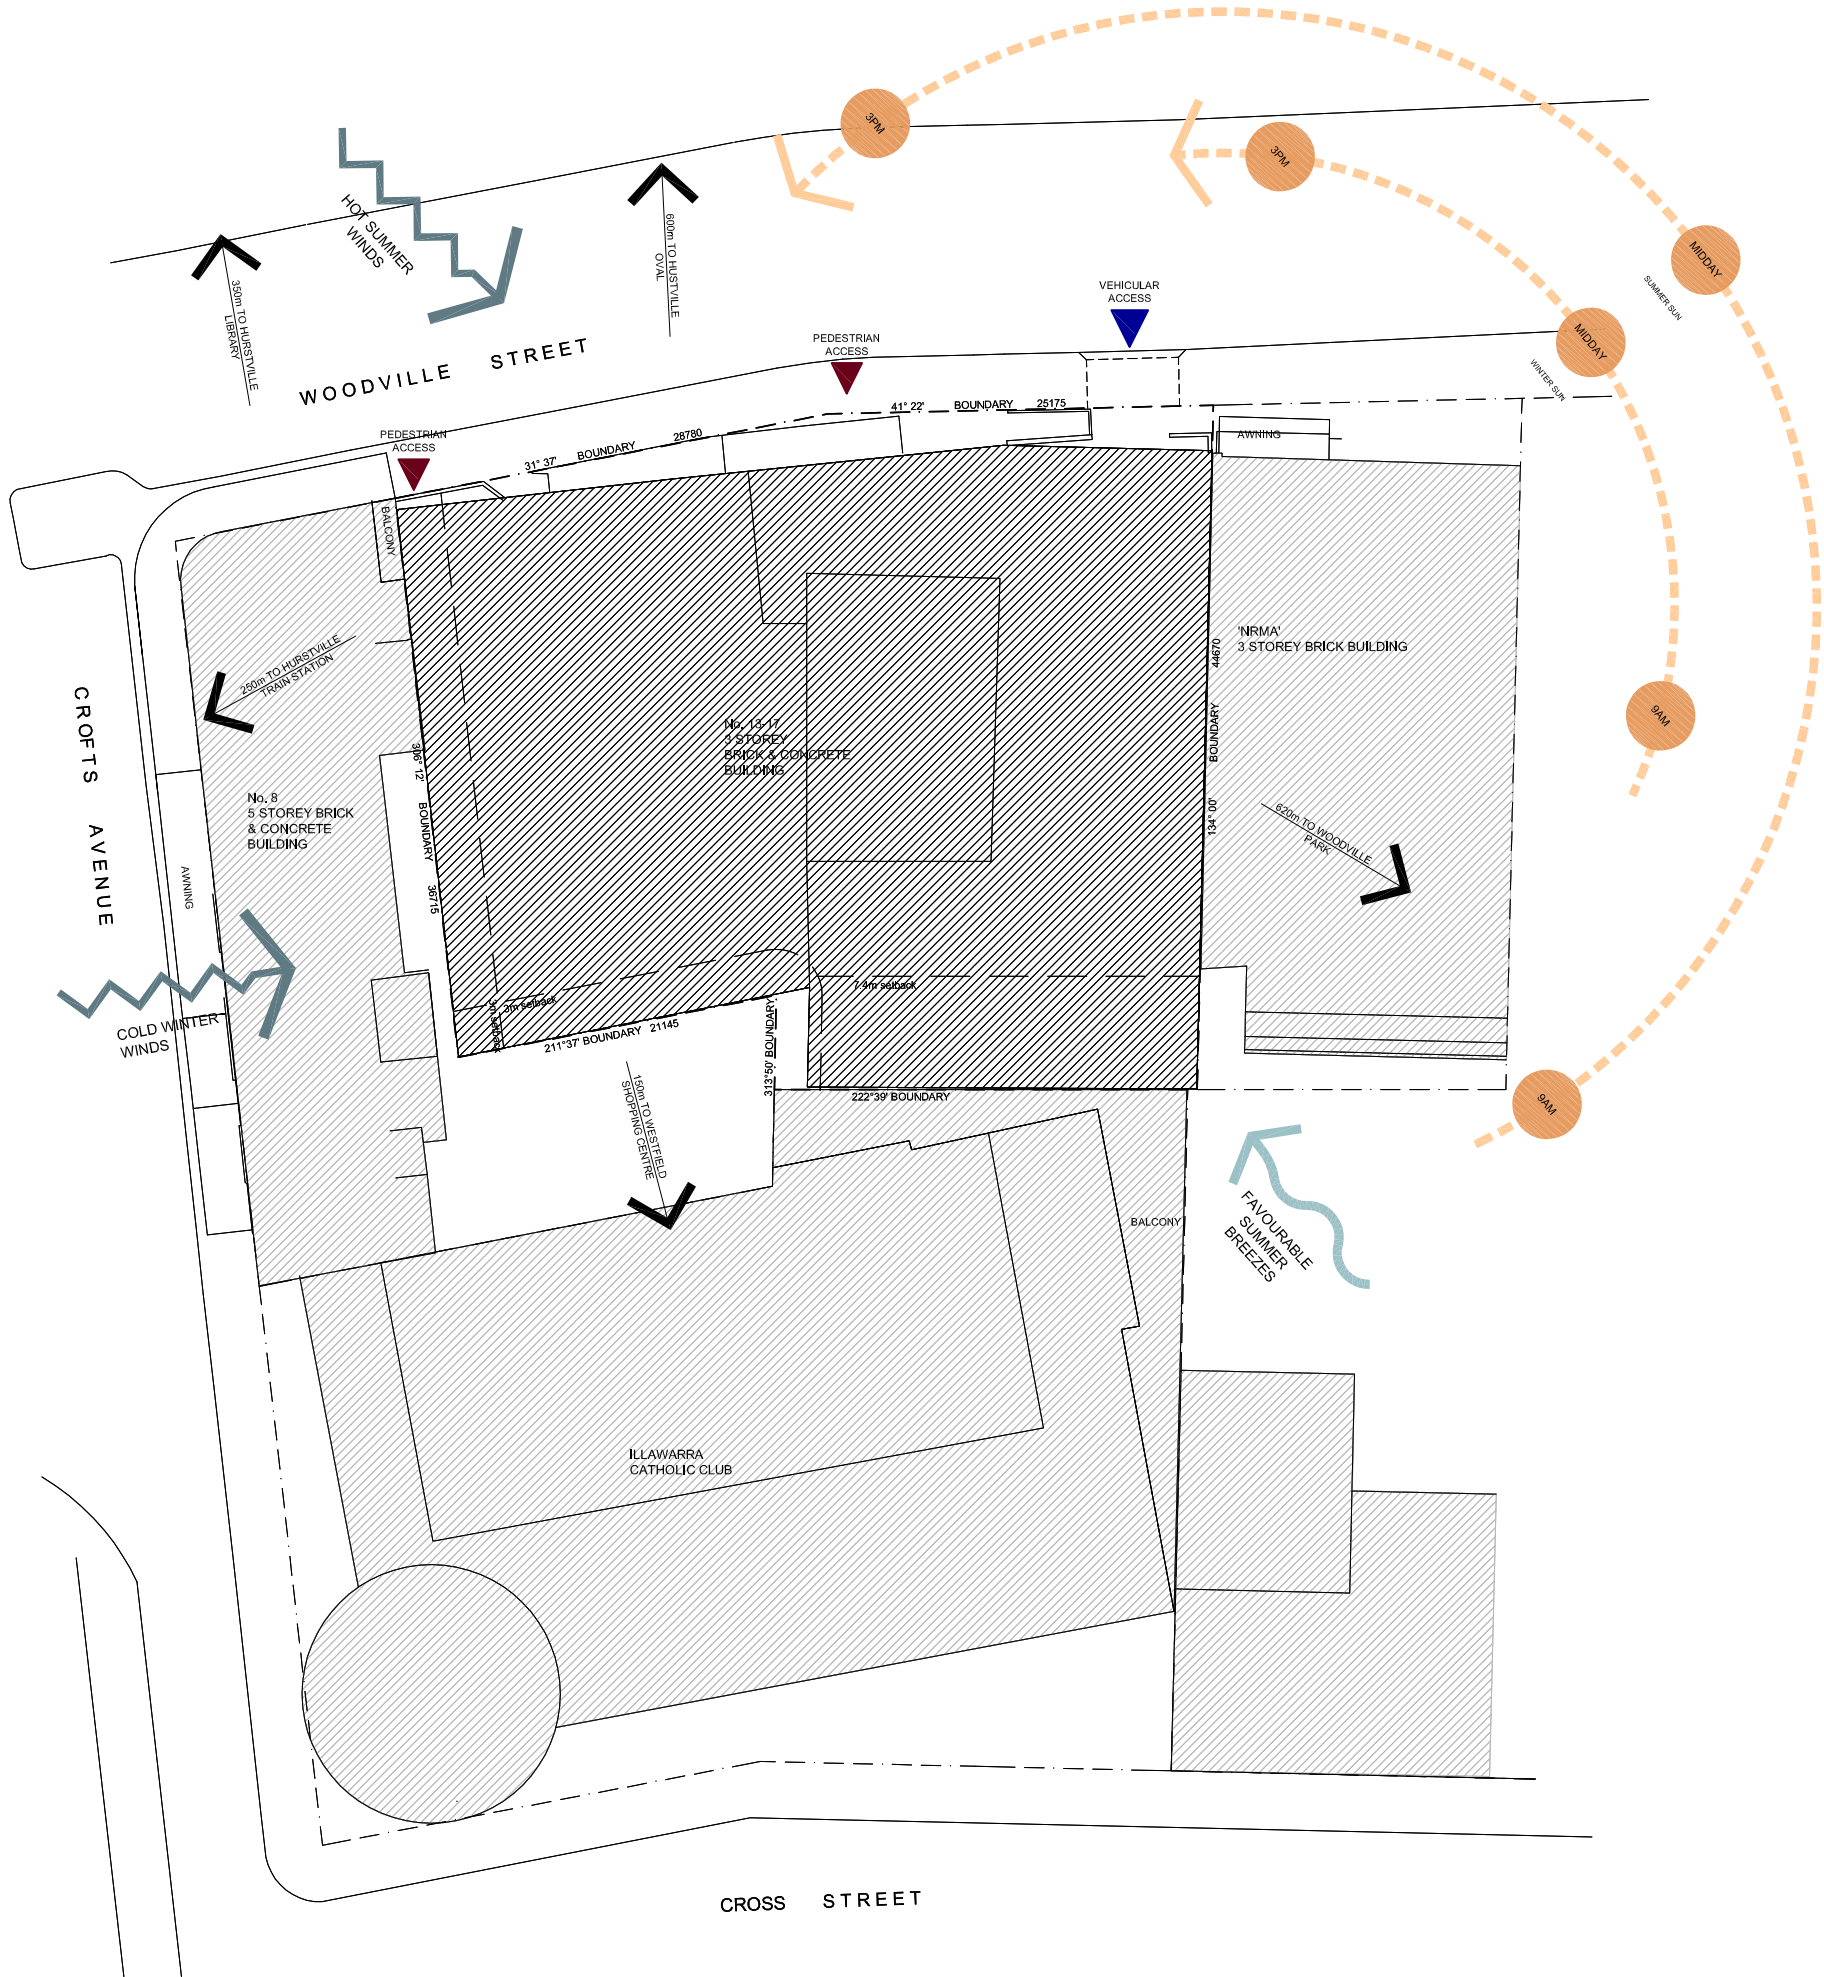 3PM
3PM
MIDDAY
SUMMER SUN
MIDDAY
WINTER SUN
9AM
9AM
HOT SUMMER
WINDS
350m TO HURSTVILLE
LIBRARY
600m TO HUSTVILLE
OVAL
WOODVILLE STREET
VEHICULAR
ACCESS
PEDESTRIAN
ACCESS
PEDESTRIAN
ACCESS
31° 37'
BOUNDARY
28780
41° 22'
BOUNDARY
25175
AWNING
BALCONY
250m TO HURSTVILLE
TRAIN STATION
'NRMA'
3 STOREY BRICK BUILDING
44670
BOUNDARY
134° 00'
No. 13-17
3 STOREY
BRICK & CONCRETE
BUILDING
306° 12'
BOUNDARY
36715
No. 8
5 STOREY BRICK
& CONCRETE
BUILDING
CROFTS AVENUE
AWNING
620m TO WOODVILLE
PARK
COLD WINTER
WINDS
3m setback
3m setback
7.4m setback
211°37' BOUNDARY 21145
313°50' BOUNDARY
222°39' BOUNDARY
150m TO WESTFIELD
SHOPPING CENTRE
BALCONY
FAVOURABLE
SUMMER
BREEZES
ILLAWARRA
CATHOLIC CLUB
CROSS STREET